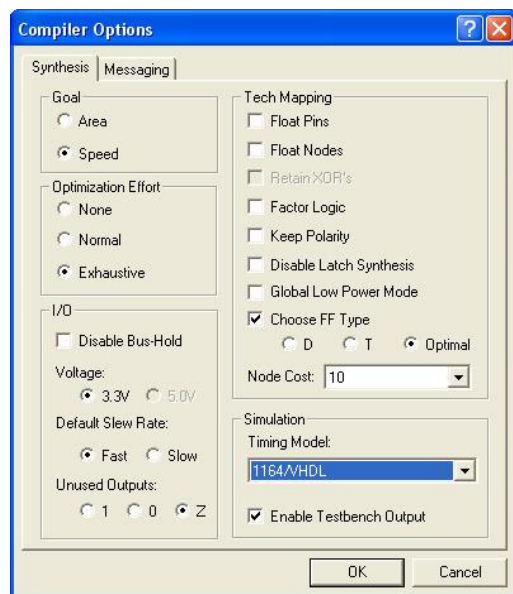 Compiler Options
Synthesis
Messaging
Goal
Area
Speed
Optimization Effort
None
Normal
Exhaustive
I/O
Disable Bus-Hold
Voltage:
3.3V 5.0V
Default Slew Rate:
Fast Slow
Unused Outputs:
1 0 Z
Tech Mapping
Float Pins
Float Nodes
Retain XOR's
Factor Logic
Keep Polarity
Disable Latch Synthesis
Global Low Power Mode
Choose FF Type
D T Optimal
Node Cost: 10
Simulation
Timing Model:
1164/VHDL
Enable Testbench Output
OK Cancel